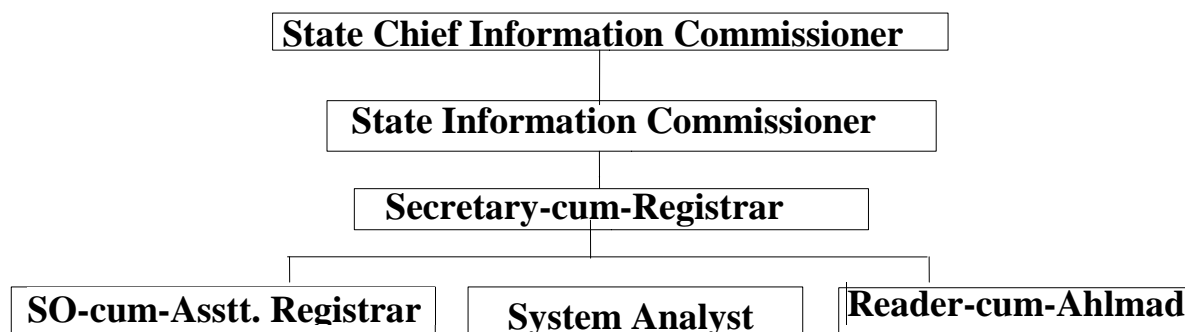 State Chief Information Commissioner
State Information Commissioner
Secretary-cum-Registrar
SO-cum-Asstt. Registrar
System Analyst
Reader-cum-Ahlmad